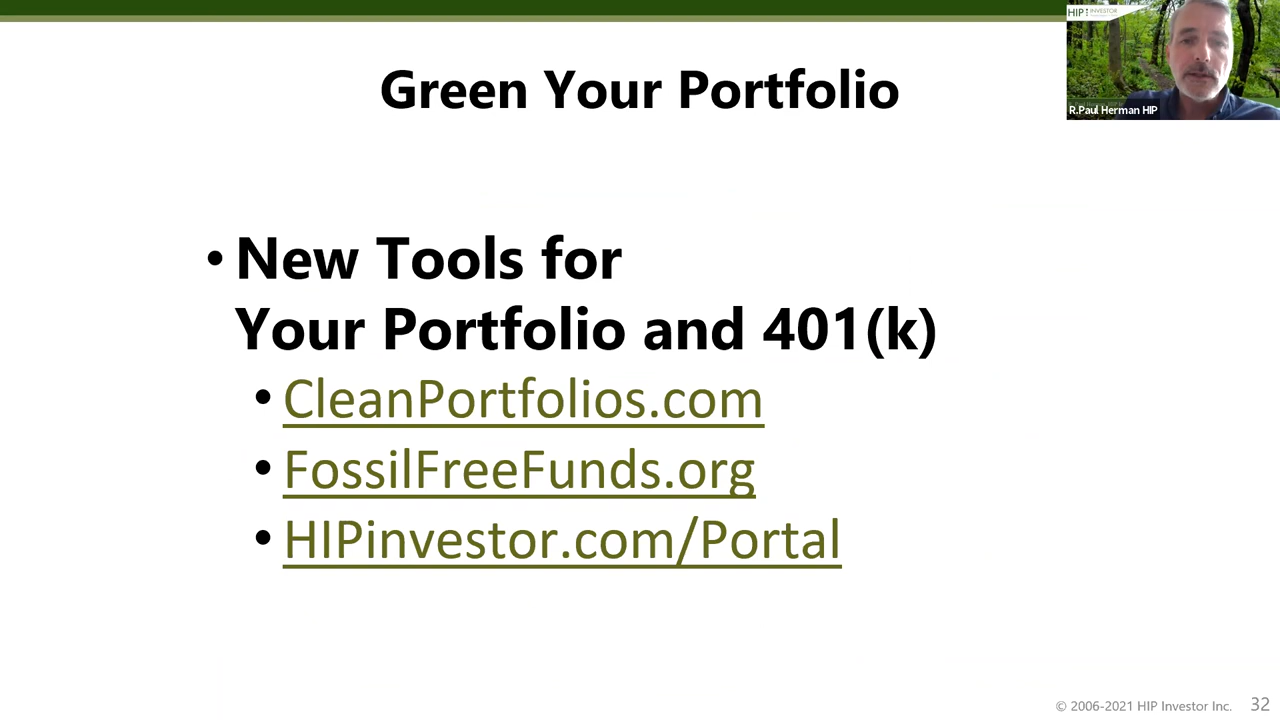 Green Your Portfolio
HIP INVESTOR
R.Paul Herman HIP
• New Tools for
Your Portfolio and 401(k)
• CleanPortfolios.com
• FossilFreeFunds.org
• HIPinvestor.com/Portal
© 2006-2021 HIP Investor Inc. 32